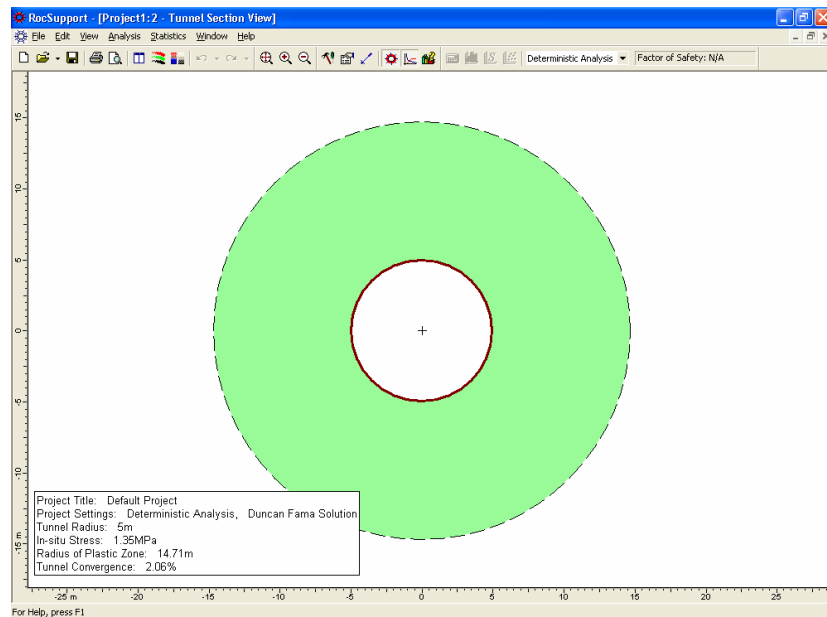 RocSupport - [Project1:2 - Tunnel Section View]
File Edit View Analysis Statistics Window Help
Deterministic Analysis Factor of Safety: N/A
15
10
5
0
-5
-10
-15 m
Project Title: Default Project
Project Settings: Deterministic Analysis, Duncan Fama Solution
Tunnel Radius: 5m
In-situ Stress: 1.35MPa
Radius of Plastic Zone: 14.71m
Tunnel Convergence: 2.06%
-25 m -20 -15 -10 -5 0 5 10 15 20 25
For Help, press F1